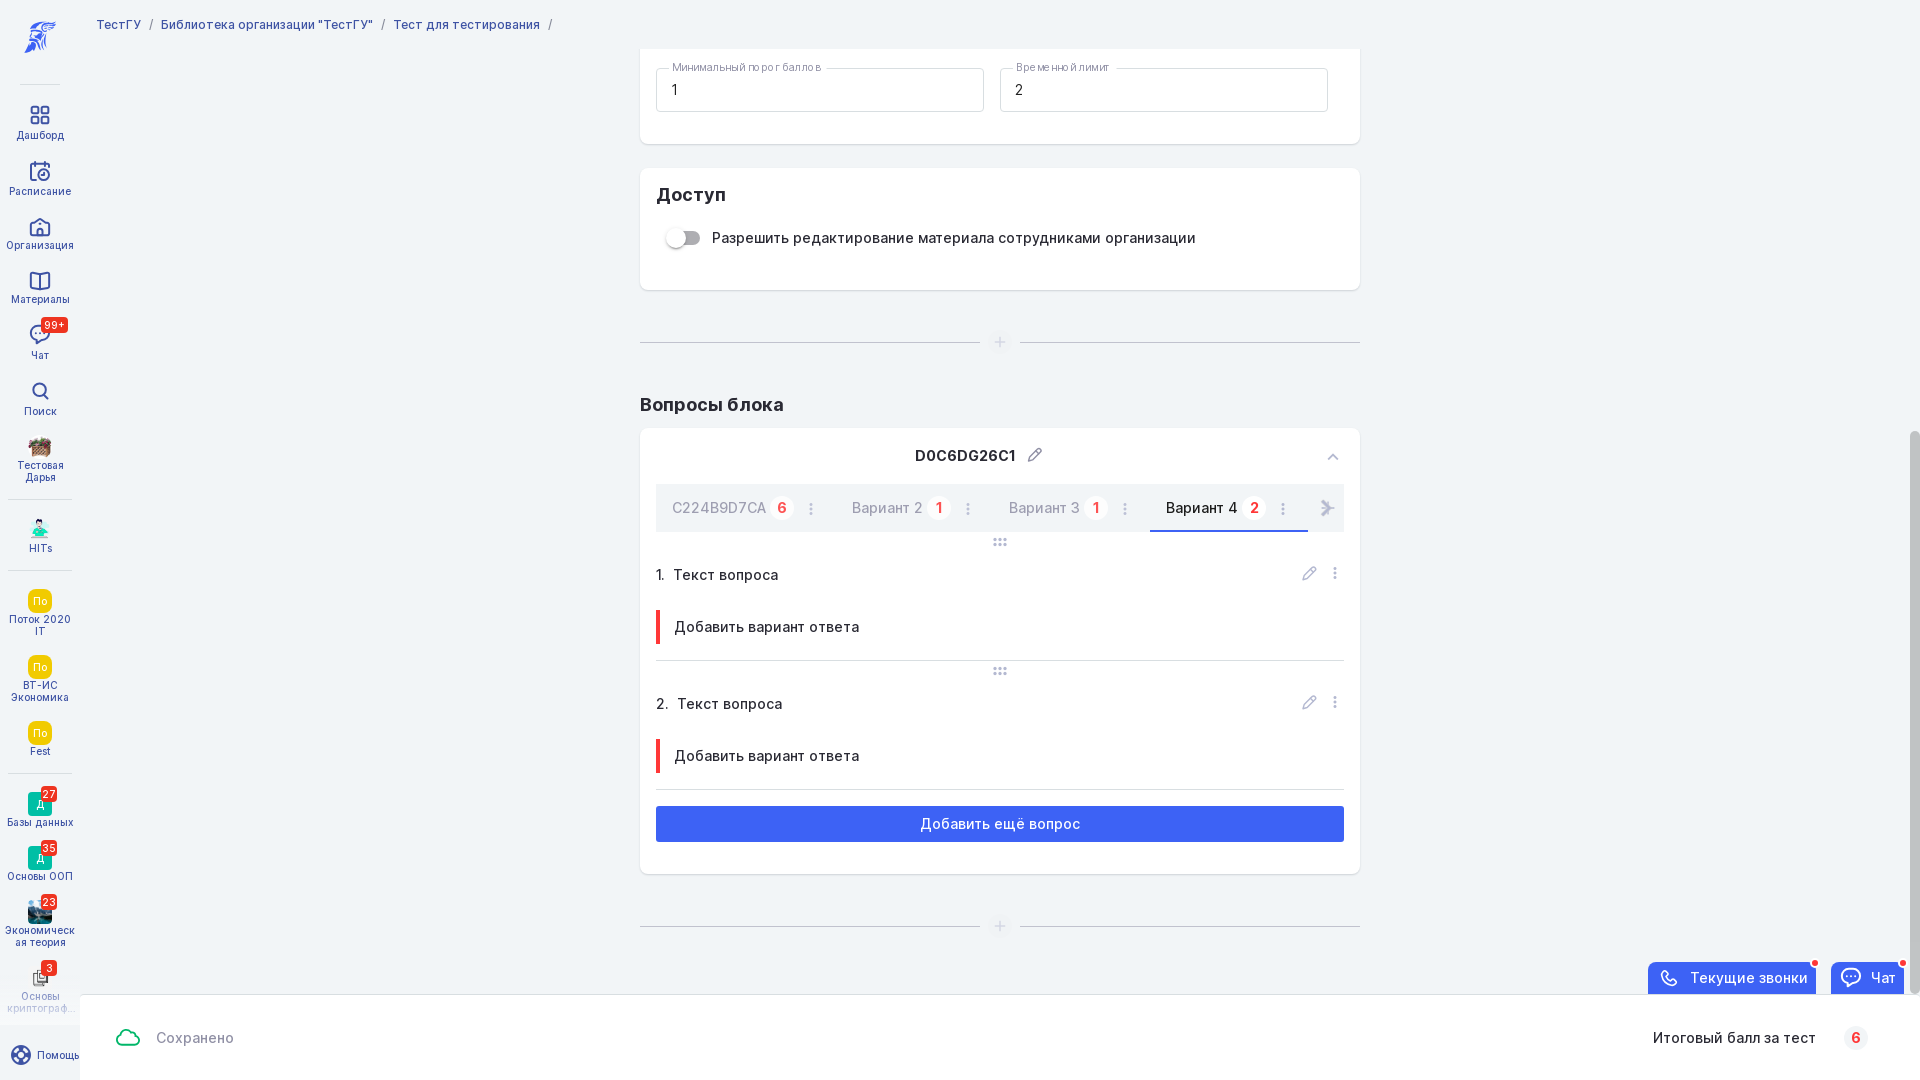 ТестГУ / Библиотека организации "ТестГУ" / Тест для тестирования /
Дашборд
Расписание
Организация
Материалы
99+
Чат
Поиск
Тестовая
Дарья
HITs
По
Поток 2020
IT
По
ВТ-ИС
Экономика
По
Fest
27
Д
Базы данных
35
Д
Основы ООП
23
Экономическ
ая теория
3
Основы
криптограф...
Помощь
Минимальный порог баллов
1
Временной лимит
2
Доступ
Разрешить редактирование материала сотрудниками организации
Вопросы блока
D0C6DG26C1
C224B9D7CA 6
Вариант 2 1
Вариант 3 1
Вариант 4 2
1. Текст вопроса
Добавить вариант ответа
2. Текст вопроса
Добавить вариант ответа
Добавить ещё вопрос
Текущие звонки
Чат
Сохранено
Итоговый балл за тест 6